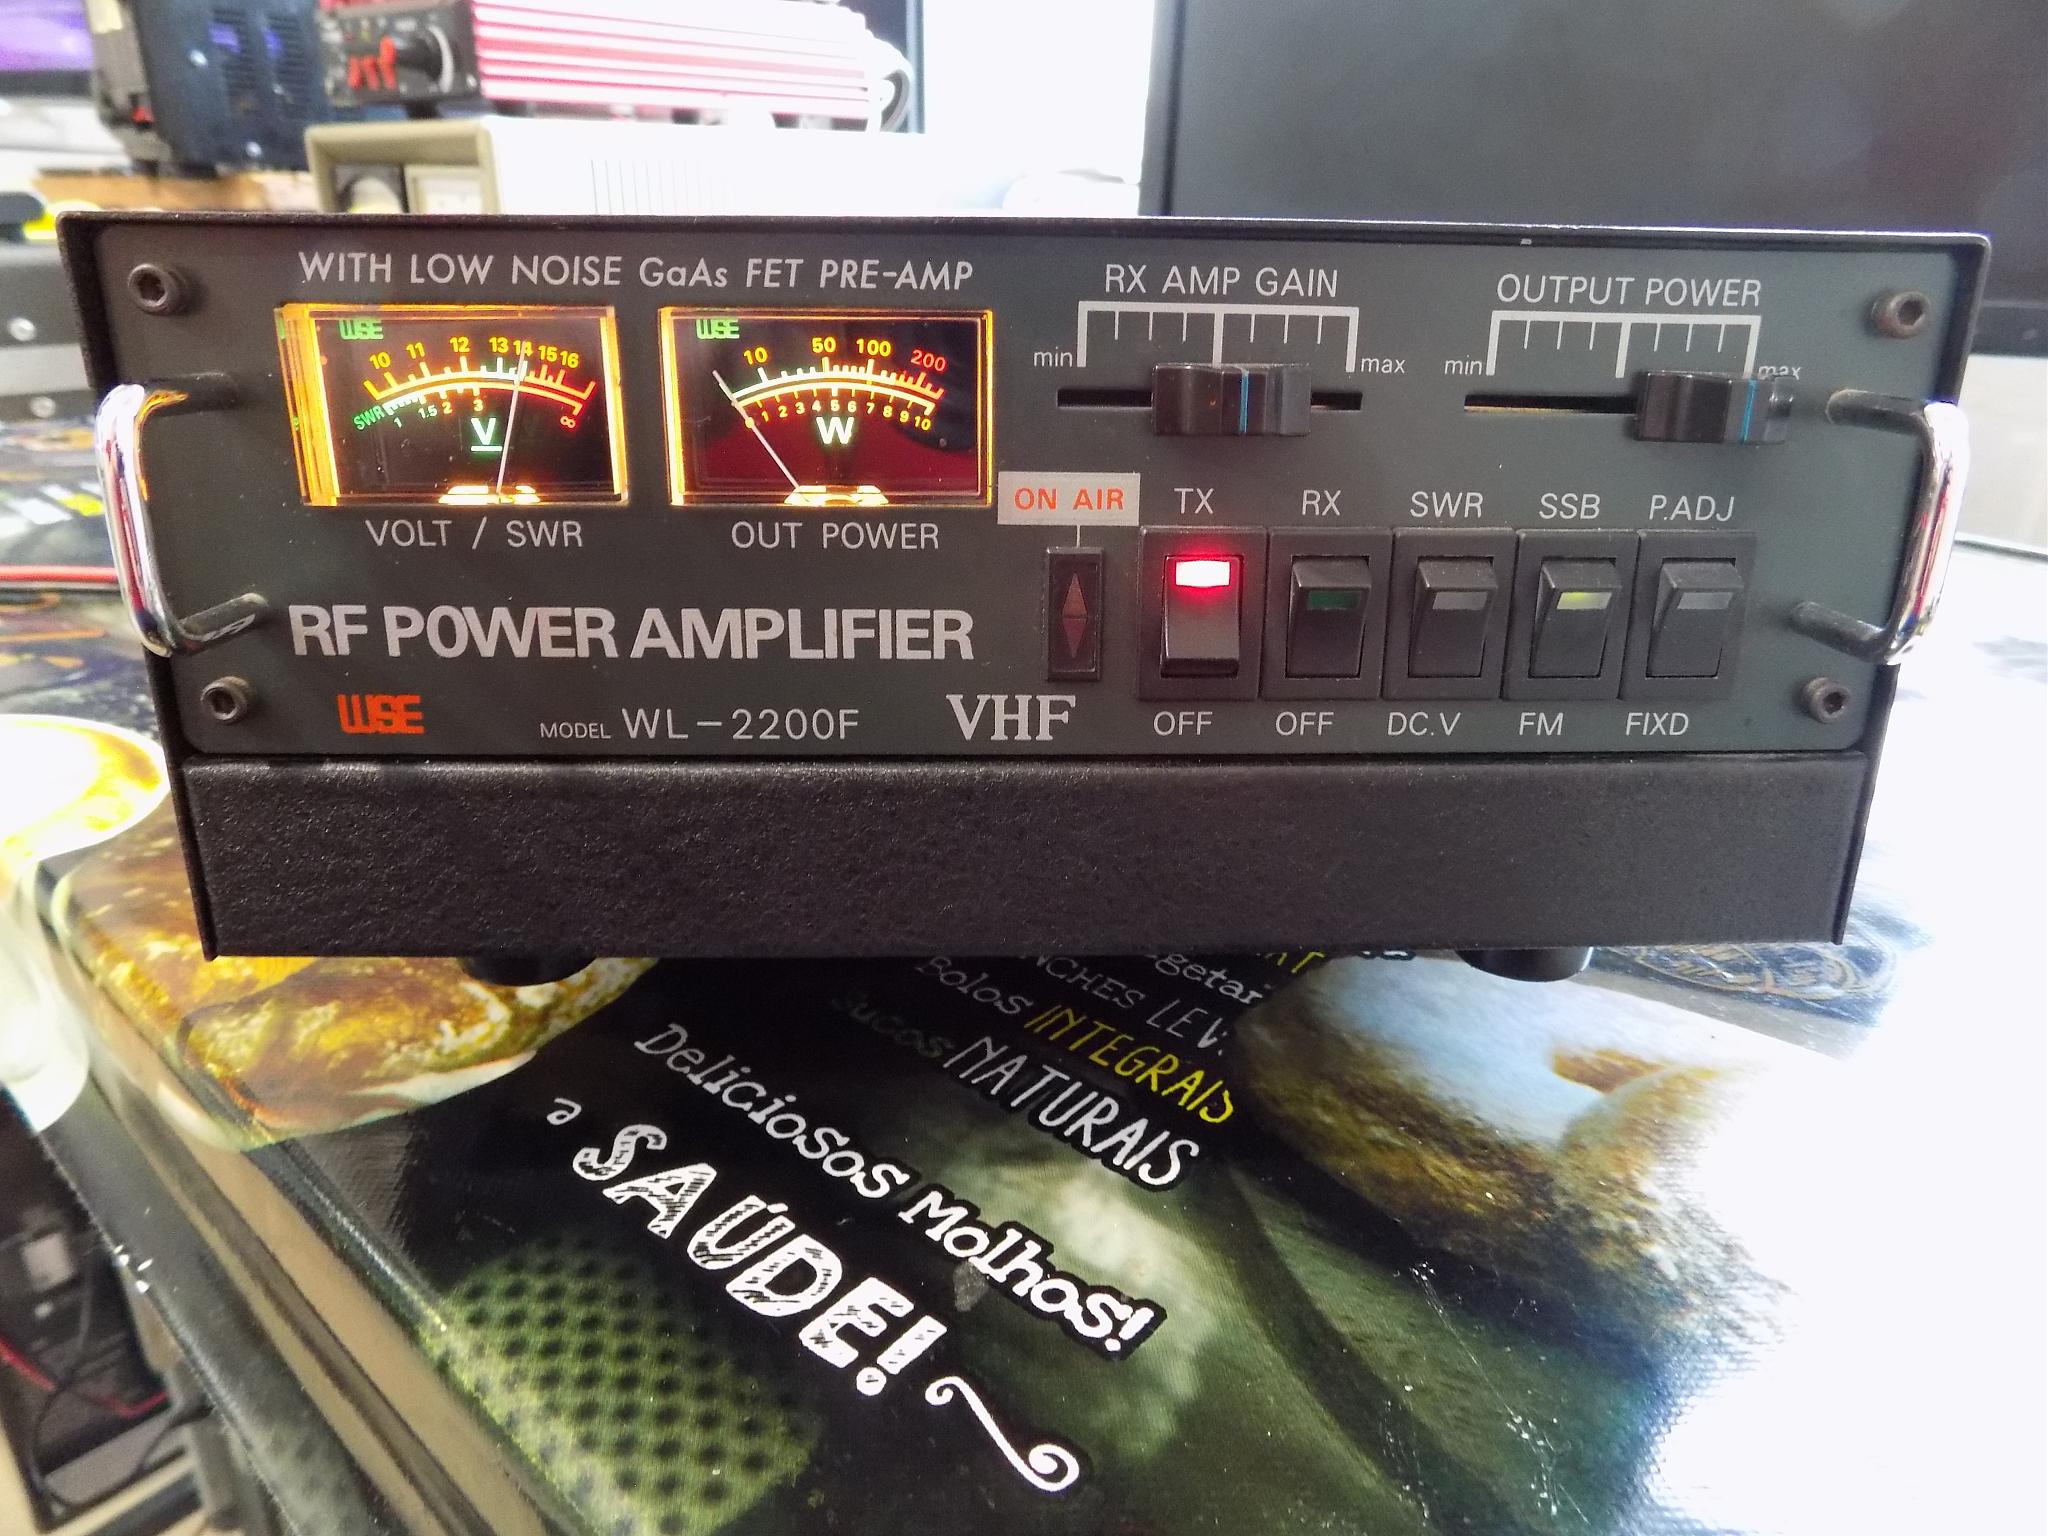 WITH LOW NOISE GaAs FET PRE-AMP
RX AMP GAIN
OUTPUT POWER
min
max
min
max
WSE
10 11 12 13 14 15 16
SWR 1 1.5 2 3 ∞
V
WSE
10 50 100 200
0 1 2 3 4 5 6 7 8 9 10
W
VOLT / SWR
OUT POWER
ON AIR
TX
RX
SWR
SSB
P.ADJ
RF POWER AMPLIFIER
WSE
MODEL WL-2200F
VHF
OFF
OFF
DC.V
FM
FIXD
Bolos INTEGRAIS
Sucos NATURAIS
Deliciosos Molhos!
a SAÚDE!